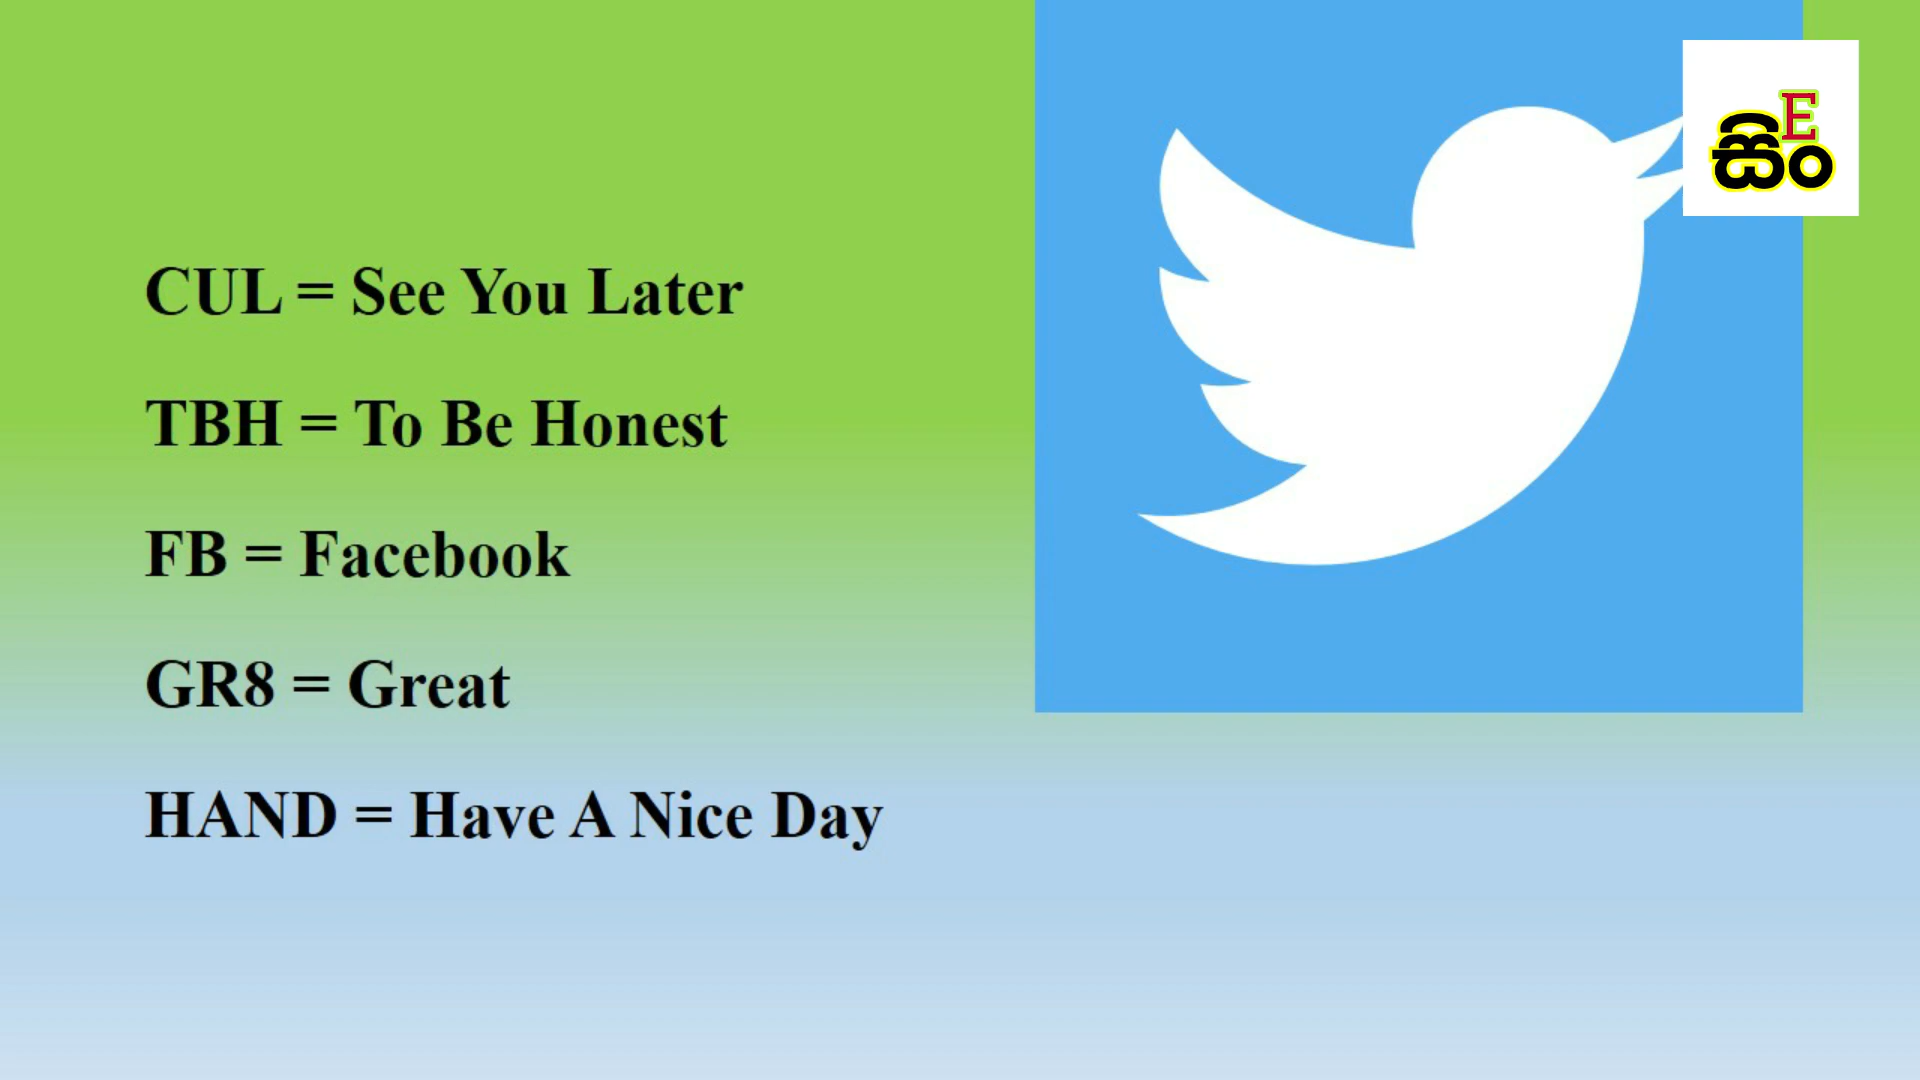 CUL = See You Later
TBH = To Be Honest
FB = Facebook
GR8 = Great
HAND = Have A Nice Day
E
සිං